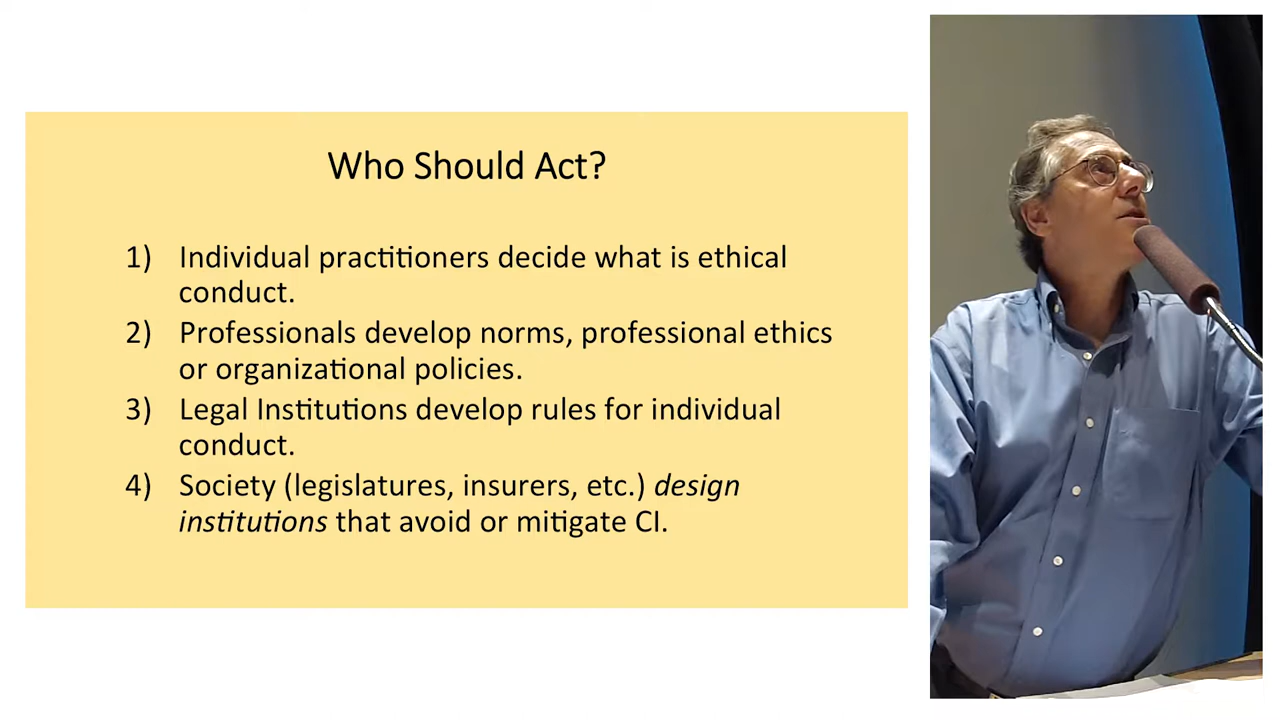 Who Should Act?
1) Individual practitioners decide what is ethical
conduct.
2) Professionals develop norms, professional ethics
or organizational policies.
3) Legal Institutions develop rules for individual
conduct.
4) Society (legislatures, insurers, etc.) design
institutions that avoid or mitigate CI.